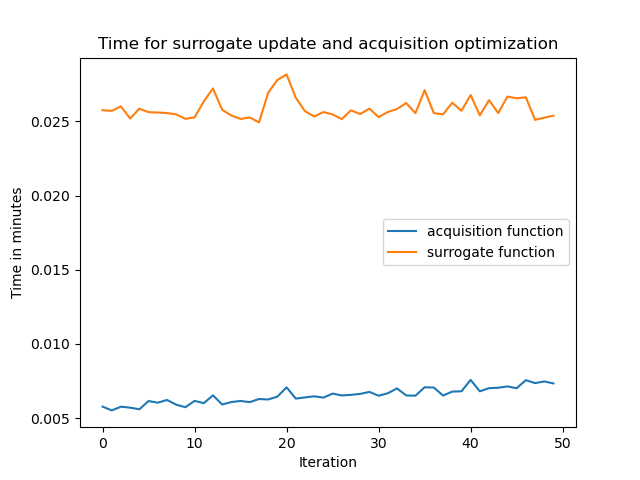 Time for surrogate update and acquisition optimization
Time in minutes
0.025
0.020
0.015
0.010
0.005
acquisition function
surrogate function
0 10 20 30 40 50
Iteration